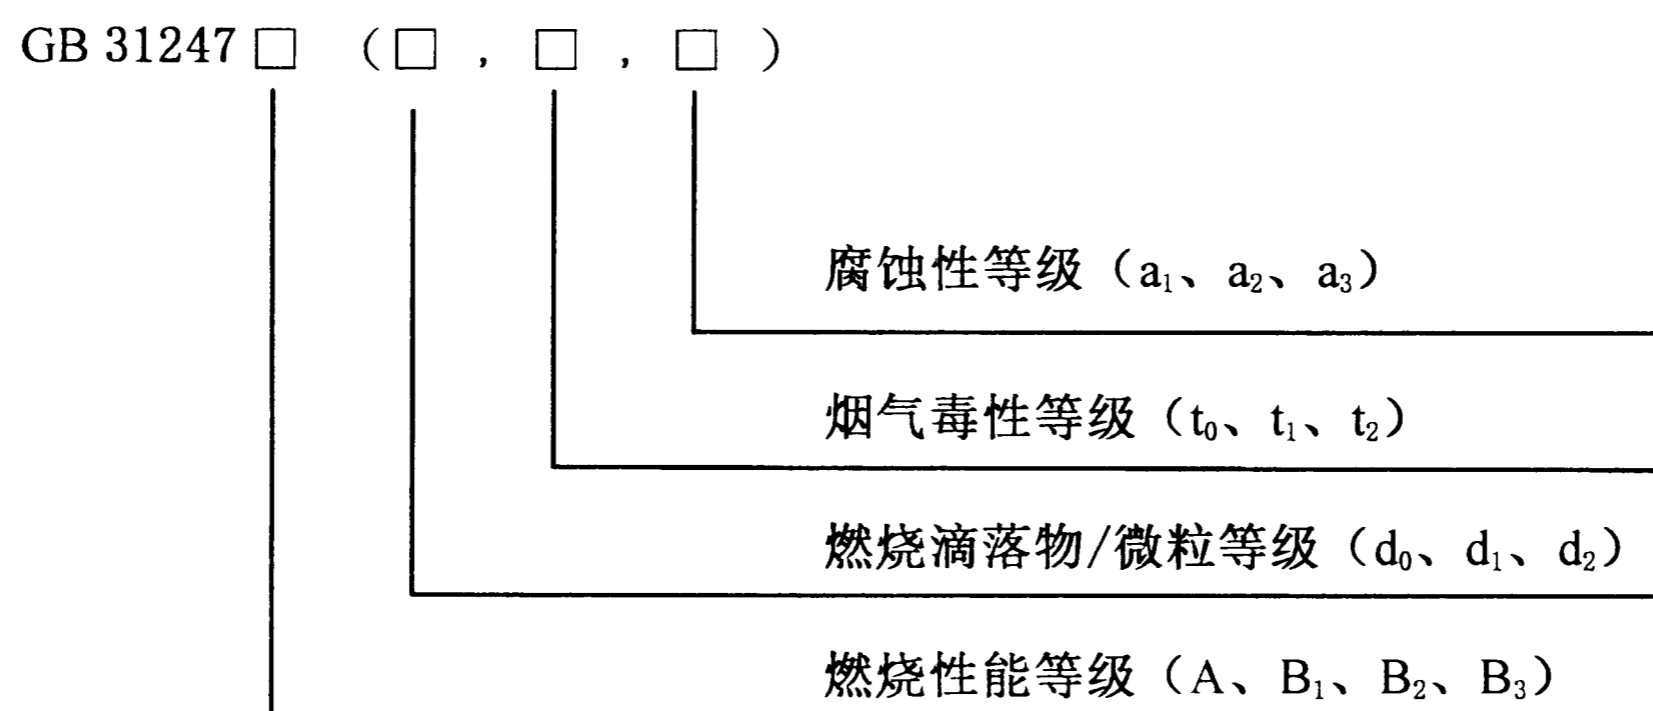 GB 31247□ (□,□,□)
腐蚀性等级（a₁、a₂、a₃）
烟气毒性等级（t₀、t₁、t₂）
燃烧滴落物/微粒等级（d₀、d₁、d₂）
燃烧性能等级（A、B₁、B₂、B₃）